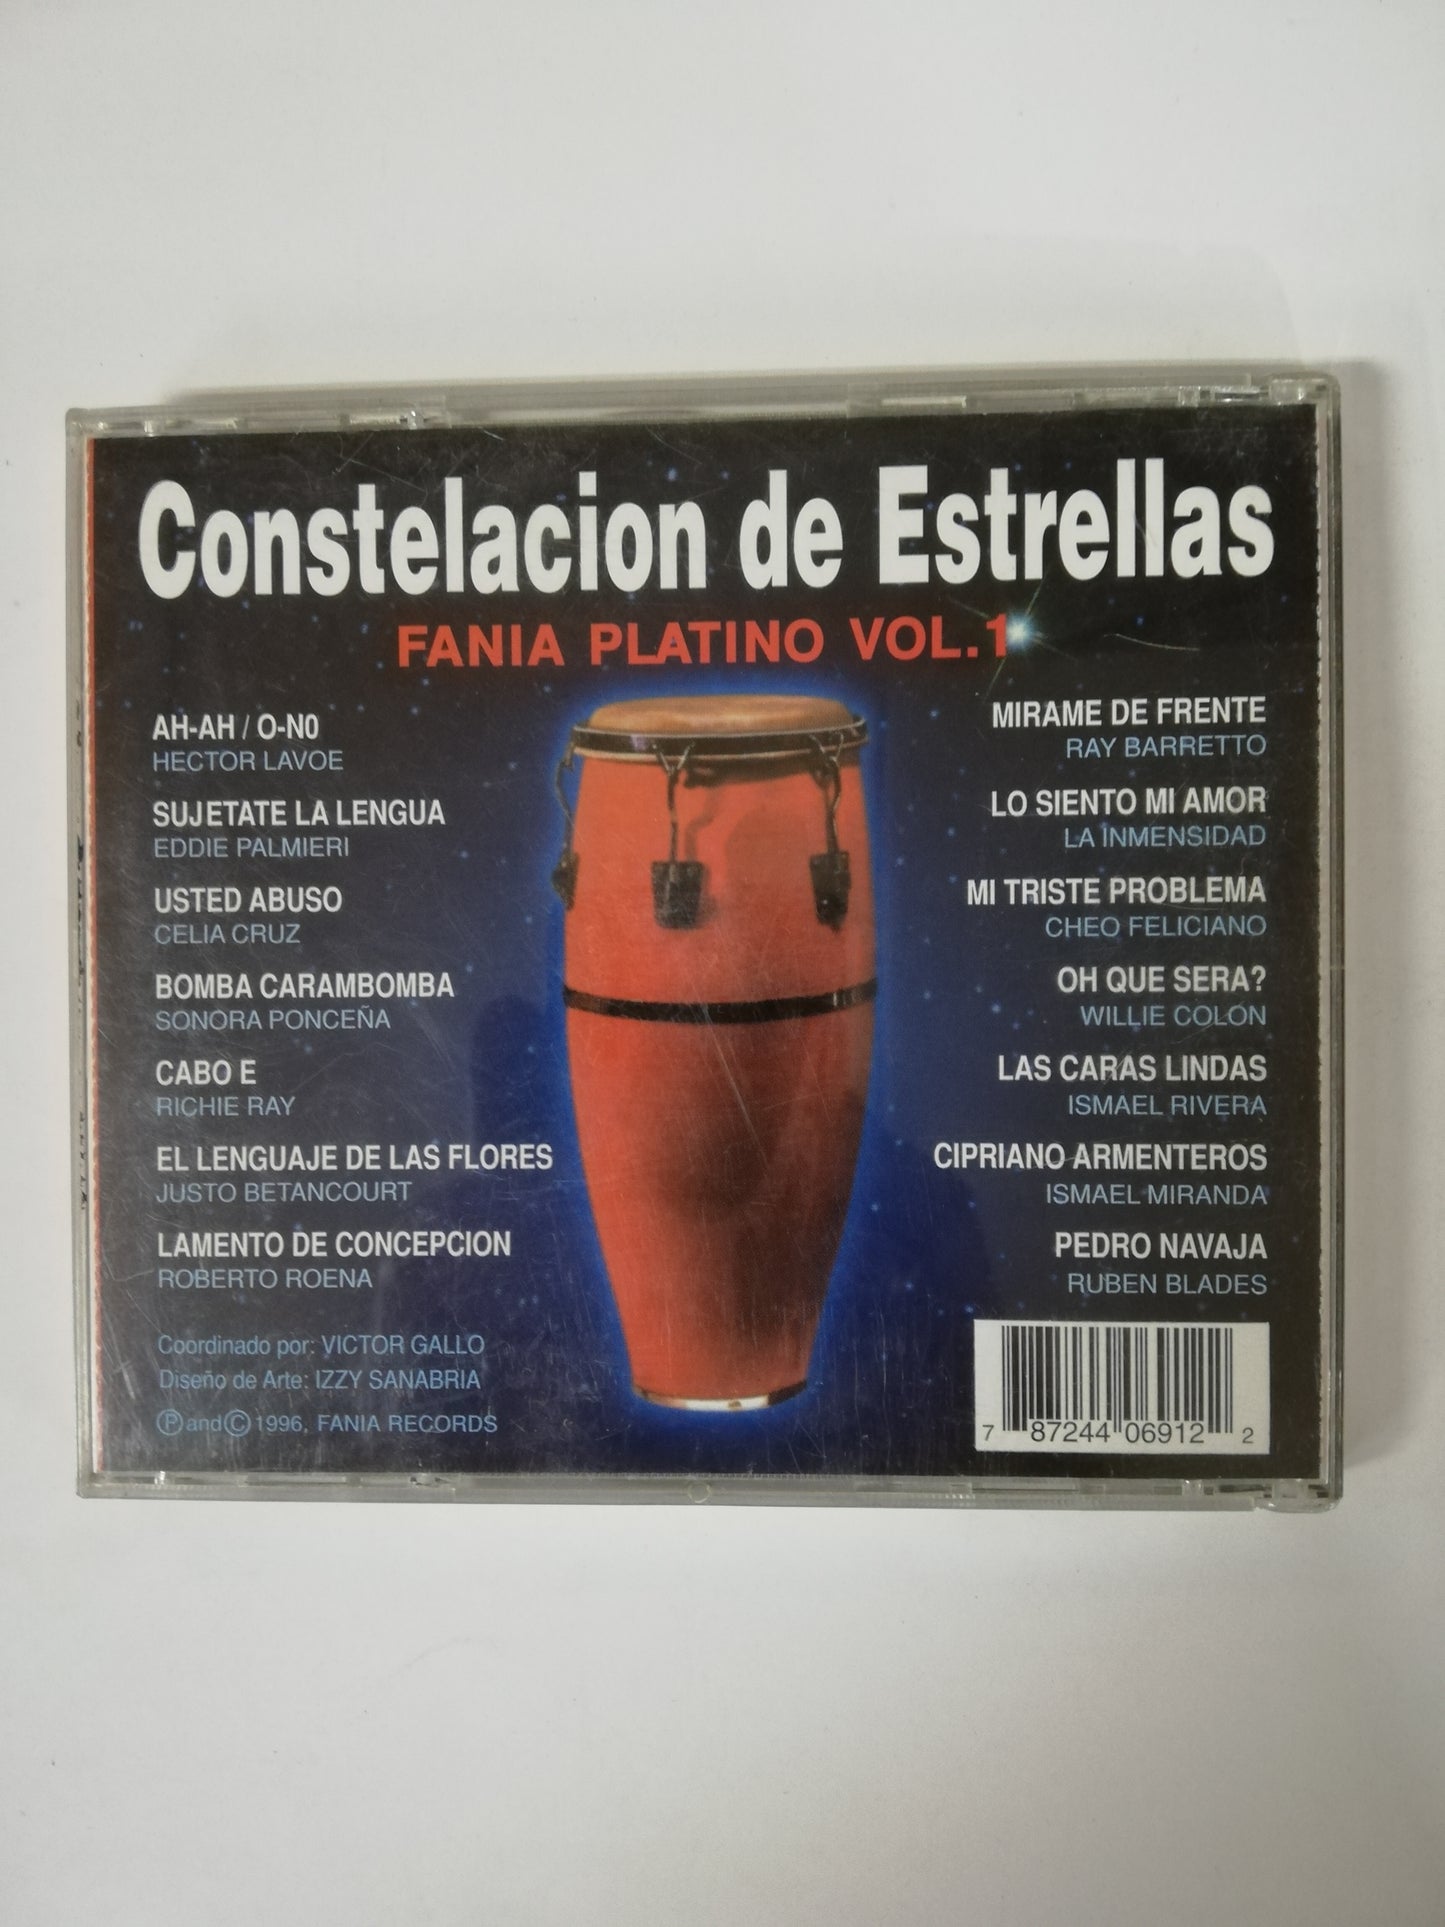 Constelacion de Estrellas
FANIA PLATINO VOL.1
AH-AH / O-N0
HECTOR LAVOE
SUJETATE LA LENGUA
EDDIE PALMIERI
USTED ABUSO
CELIA CRUZ
BOMBA CARAMBOMBA
SONORA PONCEÑA
CABO E
RICHIE RAY
EL LENGUAJE DE LAS FLORES
JUSTO BETANCOURT
LAMENTO DE CONCEPCION
ROBERTO ROENA
MIRAME DE FRENTE
RAY BARRETTO
LO SIENTO MI AMOR
LA INMENSIDAD
MI TRISTE PROBLEMA
CHEO FELICIANO
OH QUE SERA?
WILLIE COLON
LAS CARAS LINDAS
ISMAEL RIVERA
CIPRIANO ARMENTEROS
ISMAEL MIRANDA
PEDRO NAVAJA
RUBEN BLADES
Coordinado por: VICTOR GALLO
Diseño de Arte: IZZY SANABRIA
℗ and © 1996, FANIA RECORDS
7 87244 06912 2